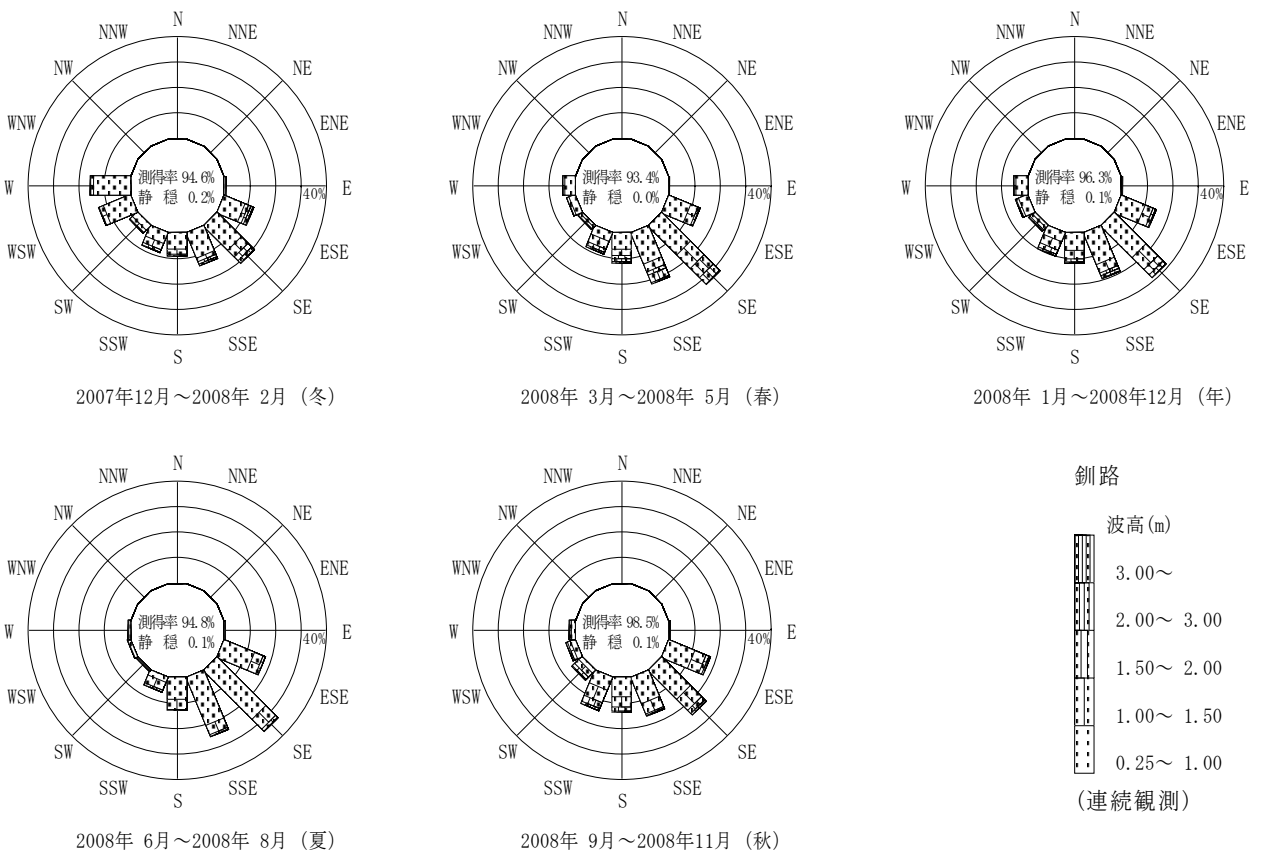 N
NNW
NNE
NW
NE
WNW
ENE
W
測得率 94.6%
静 穏 0.2%
40%
E
WSW
ESE
SW
SE
SSW
SSE
S
2007年12月～2008年 2月 (冬)
N
NNW
NNE
NW
NE
WNW
ENE
W
測得率 93.4%
静 穏 0.0%
40%
E
WSW
ESE
SW
SE
SSW
SSE
S
2008年 3月～2008年 5月 (春)
N
NNW
NNE
NW
NE
WNW
ENE
W
測得率 96.3%
静 穏 0.1%
40%
E
WSW
ESE
SW
SE
SSW
SSE
S
2008年 1月～2008年12月 (年)
N
NNW
NNE
NW
NE
WNW
ENE
W
測得率 94.8%
静 穏 0.1%
40%
E
WSW
ESE
SW
SE
SSW
SSE
S
2008年 6月～2008年 8月 (夏)
N
NNW
NNE
NW
NE
WNW
ENE
W
測得率 98.5%
静 穏 0.1%
40%
E
WSW
ESE
SW
SE
SSW
SSE
S
2008年 9月～2008年11月 (秋)
釧路
波高(m)
3.00～
2.00～ 3.00
1.50～ 2.00
1.00～ 1.50
0.25～ 1.00
(連続観測)